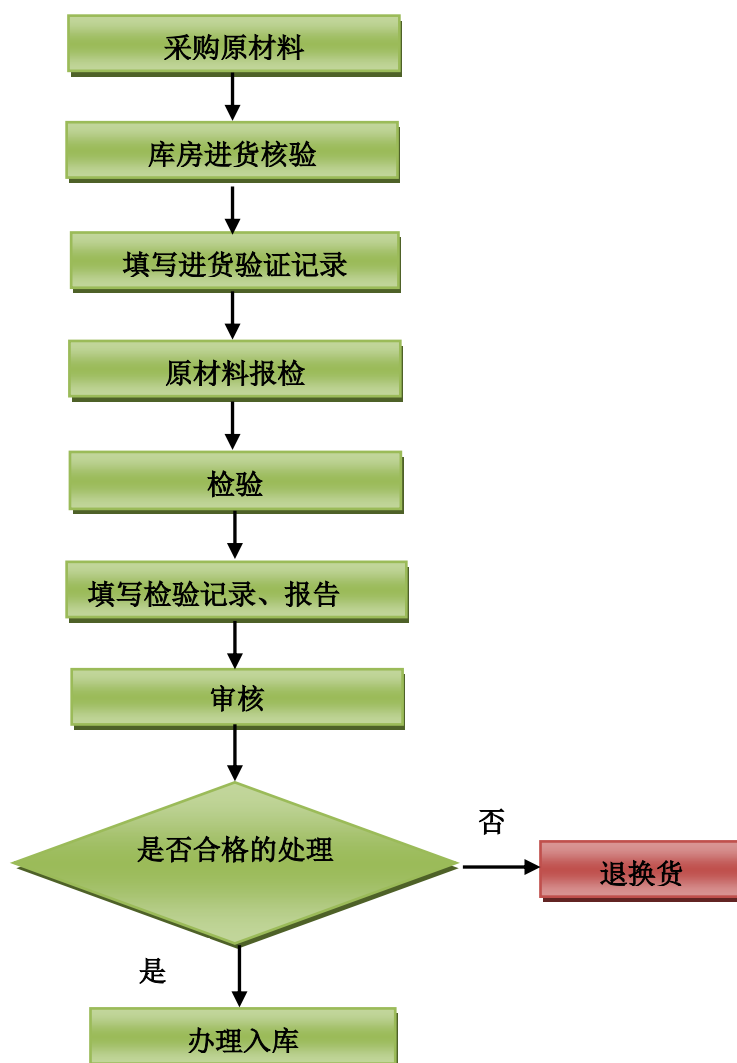 采购原材料
库房进货核验
填写进货验证记录
原材料报检
检验
填写检验记录、报告
审核
是否合格的处理
否
退换货
是
办理入库